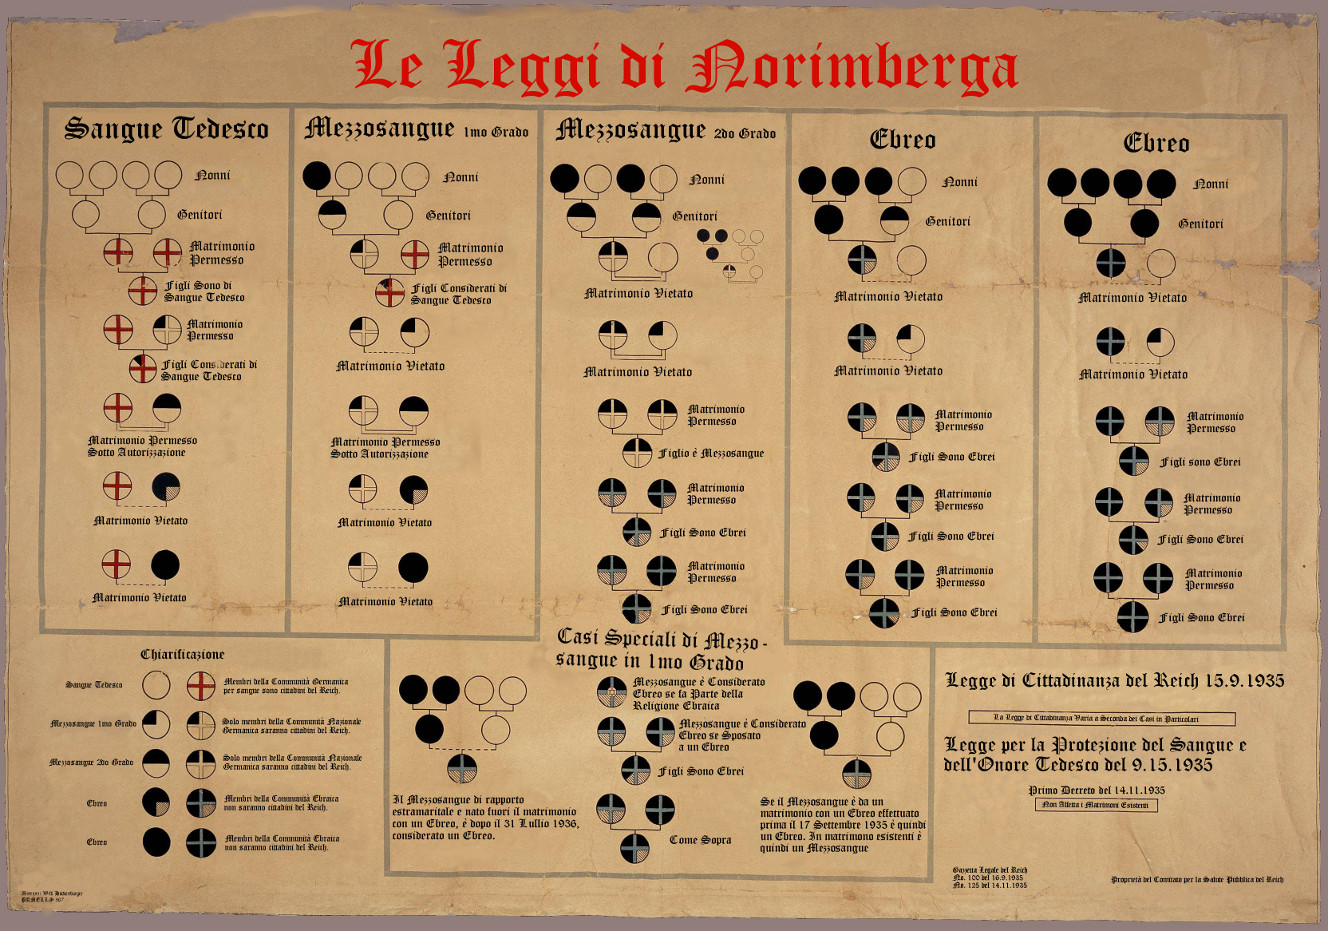 Le Leggi di Norimberga
Sangue Tedesco
Nonni
Genitori
Matrimonio
Permesso
Figli Sono di
Sangue Tedesco
Matrimonio
Permesso
Figli Considerati di
Sangue Tedesco
Matrimonio Permesso
Sotto Autorizzazione
Matrimonio Vietato
Matrimonio Vietato
Mezzosangue 1mo Grado
Nonni
Genitori
Matrimonio
Permesso
Figli Considerati di
Sangue Tedesco
Matrimonio Vietato
Matrimonio Permesso
Sotto Autorizzazione
Matrimonio Vietato
Matrimonio Vietato
Mezzosangue 2do Grado
Nonni
Genitori
Matrimonio Vietato
Matrimonio Vietato
Matrimonio
Permesso
Figlio è Mezzosangue
Matrimonio
Permesso
Figli Sono Ebrei
Matrimonio
Permesso
Figli Sono Ebrei
Ebreo
Nonni
Genitori
Matrimonio Vietato
Matrimonio Vietato
Matrimonio
Permesso
Figli Sono Ebrei
Matrimonio
Permesso
Figli Sono Ebrei
Matrimonio
Permesso
Figli Sono Ebrei
Ebreo
Nonni
Genitori
Matrimonio Vietato
Matrimonio Vietato
Matrimonio
Permesso
Figli sono Ebrei
Matrimonio
Permesso
Figli Sono Ebrei
Matrimonio
Permesso
Figli Sono Ebrei
Chiarificazione
Sangue Tedesco
Membri della Communità Germanica
per sangue sono cittadini del Reich.
Mezzosangue 1mo Grado
Solo membri della Communità Nazionale
Germanica saranno cittadini del Reich.
Mezzosangue 2do Grado
Solo membri della Communità Nazionale
Germanica saranno cittadini del Reich.
Ebreo
Membri della Communità Ebraica
non saranno cittadini del Reich.
Ebreo
Membri della Communità Ebraica
non saranno cittadini del Reich.
Casi Speciali di Mezzo-
sangue in 1mo Grado
Il Mezzosangue di rapporto
estramaritale e nato fuori il matrimonio
con un Ebreo, è dopo il 31 Lullio 1936,
considerato un Ebreo.
Mezzosangue è Considerato
Ebreo se fa Parte della
Religione Ebraica
Mezzosangue è Considerato
Ebreo se Sposato
a un Ebreo
Figli Sono Ebrei
Come Sopra
Se il Mezzosangue è da un
matrimonio con un Ebreo effettuato
prima il 17 Settembre 1935 è quindi
un Ebreo. In matrimono esistenti è
quindi un Mezzosangue
Legge di Cittadinanza del Reich 15.9.1935
La Legge di Cittadinanza Varia a Seconda dei Casi in Particolari
Legge per la Protezione del Sangue e
dell'Onore Tedesco del 9.15.1935
Primo Decreto del 14.11.1935
Non Affetta i Matrimoni Esistenti
Gazzetta Legale del Reich
No. 100 del 16.9.1935
No. 125 del 14.11.1935
Proprietà del Comitato per la Salute Pubblica del Reich